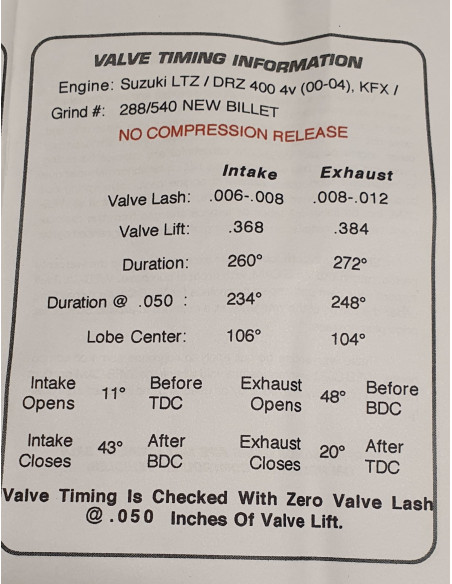 VALVE TIMING INFORMATION
Engine: Suzuki LTZ / DRZ 400 4v (00-04), KFX /
Grind #: 288/540 NEW BILLET
NO COMPRESSION RELEASE
Intake Exhaust
Valve Lash: .006-.008 .008-.012
Valve Lift: .368 .384
Duration: 260° 272°
Duration @ .050 : 234° 248°
Lobe Center: 106° 104°
Intake Opens 11° Before TDC Exhaust Opens 48° Before BDC
Intake Closes 43° After BDC Exhaust Closes 20° After TDC
Valve Timing Is Checked With Zero Valve Lash
@ .050 Inches Of Valve Lift.